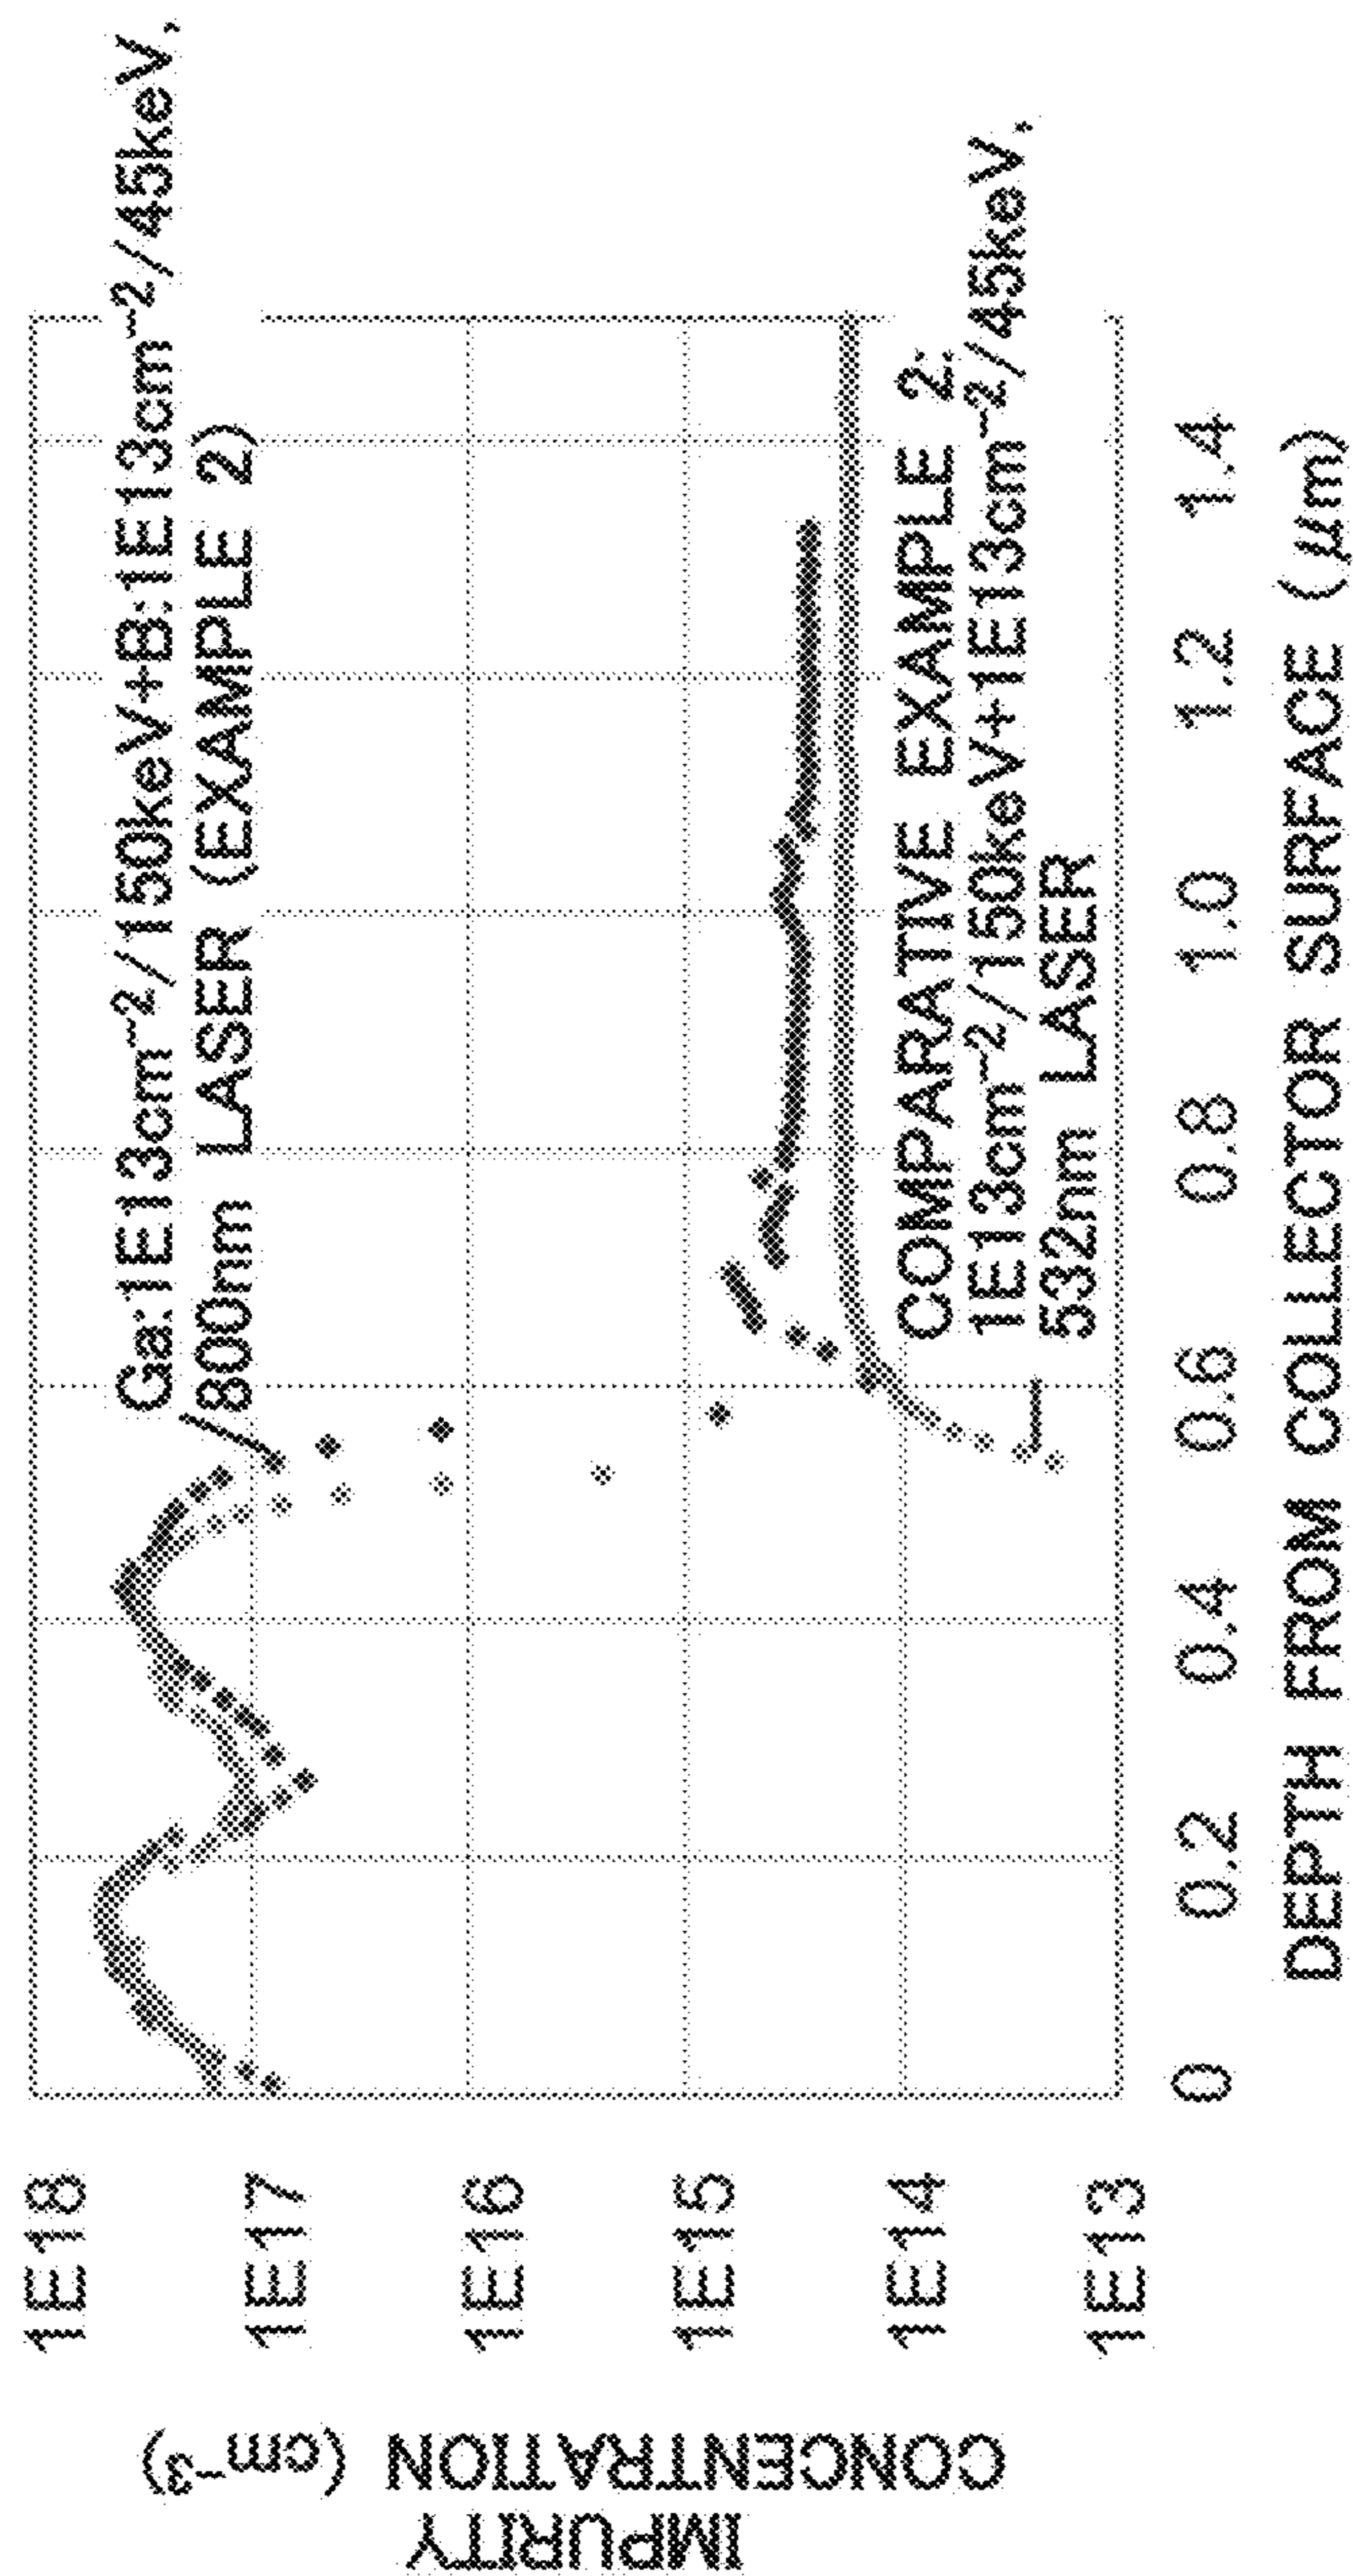 IMPURITY
CONCENTRATION (cm⁻³)
1E18
1E17
1E16
1E15
1E14
1E13
Ga:1E13cm⁻²/150keV+B:1E13cm⁻²/45keV,
800nm LASER (EXAMPLE 2)
COMPARATIVE EXAMPLE 2:
1E13cm⁻²/150keV+1E13cm⁻²/45keV,
532nm LASER
0 0.2 0.4 0.6 0.8 1.0 1.2 1.4
DEPTH FROM COLLECTOR SURFACE (μm)